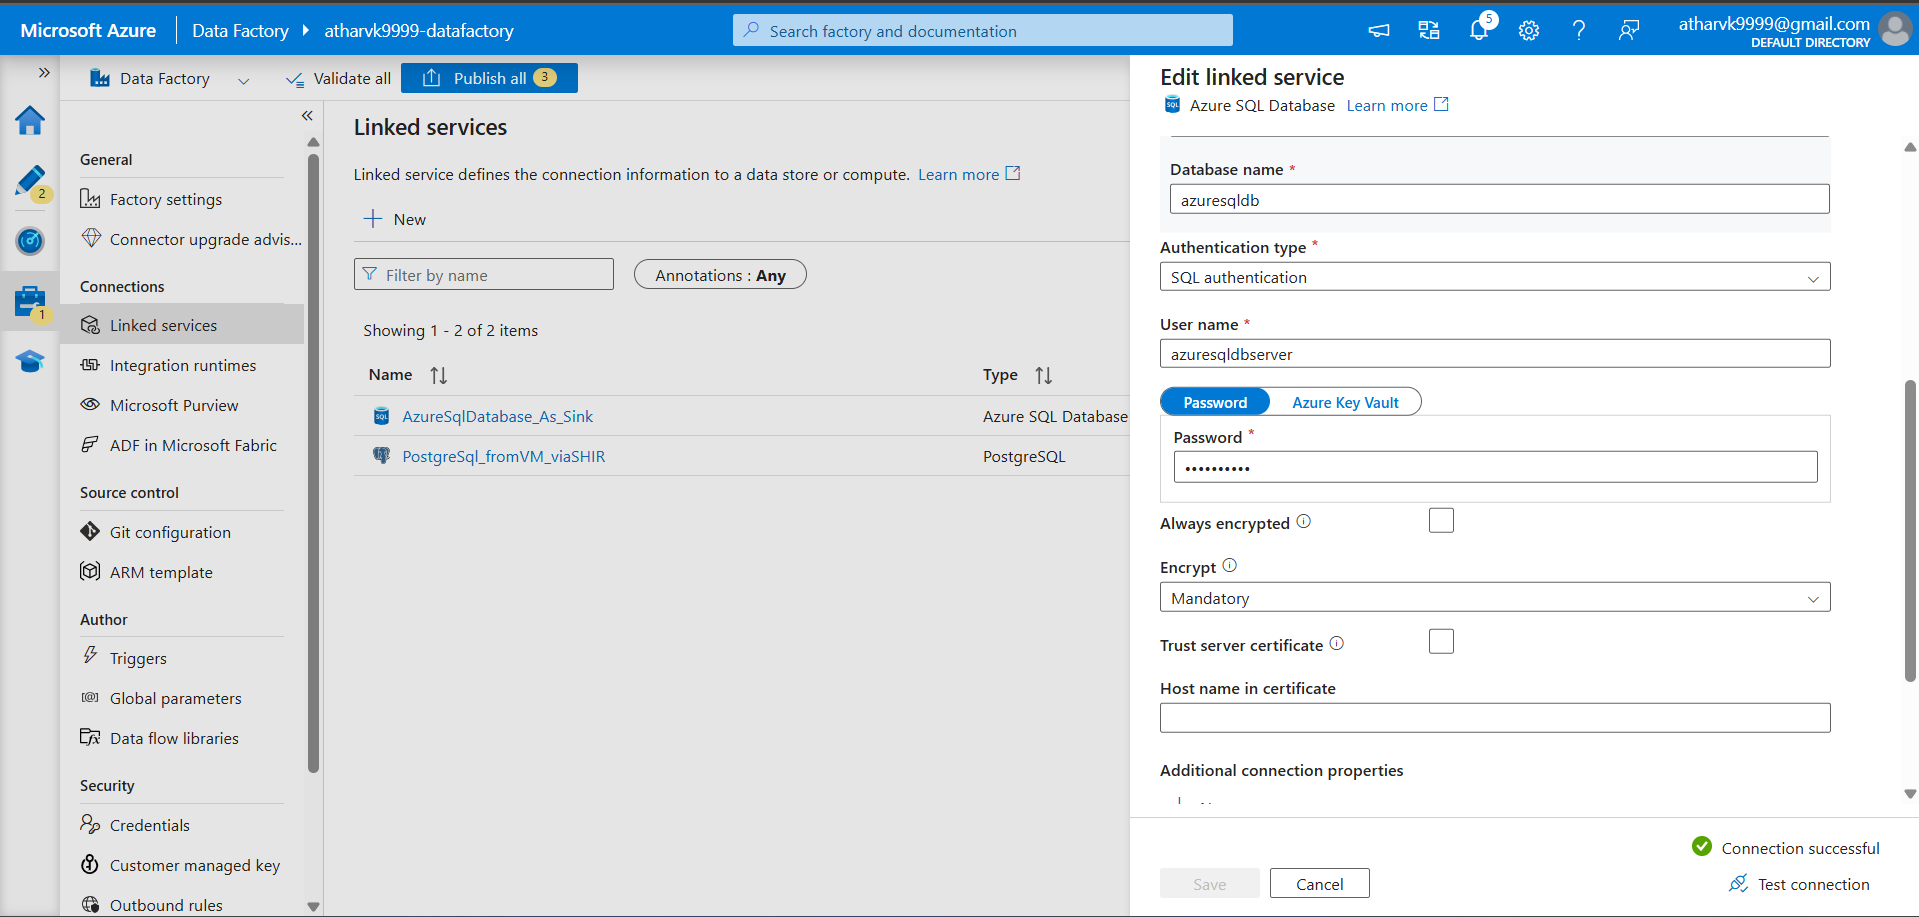 Microsoft Azure
Data Factory
atharvk9999-datafactory
Search factory and documentation
5
atharvk9999@gmail.com
DEFAULT DIRECTORY
Data Factory
Validate all
Publish all 3
2
1
General
Factory settings
Connector upgrade advis...
Connections
Linked services
Integration runtimes
Microsoft Purview
ADF in Microsoft Fabric
Source control
Git configuration
ARM template
Author
Triggers
Global parameters
Data flow libraries
Security
Credentials
Customer managed key
Outbound rules
Linked services
Linked service defines the connection information to a data store or compute. Learn more
New
Filter by name
Annotations : Any
Showing 1 - 2 of 2 items
Name Type
AzureSqlDatabase_As_Sink Azure SQL Database
PostgreSql_fromVM_viaSHIR PostgreSQL
Edit linked service
SQL Azure SQL Database Learn more
Database name *
azuresqldb
Authentication type *
SQL authentication
User name *
azuresqldbserver
Password Azure Key Vault
Password *
••••••••••
Always encrypted
Encrypt
Mandatory
Trust server certificate
Host name in certificate
Additional connection properties
Connection successful
Save Cancel
Test connection